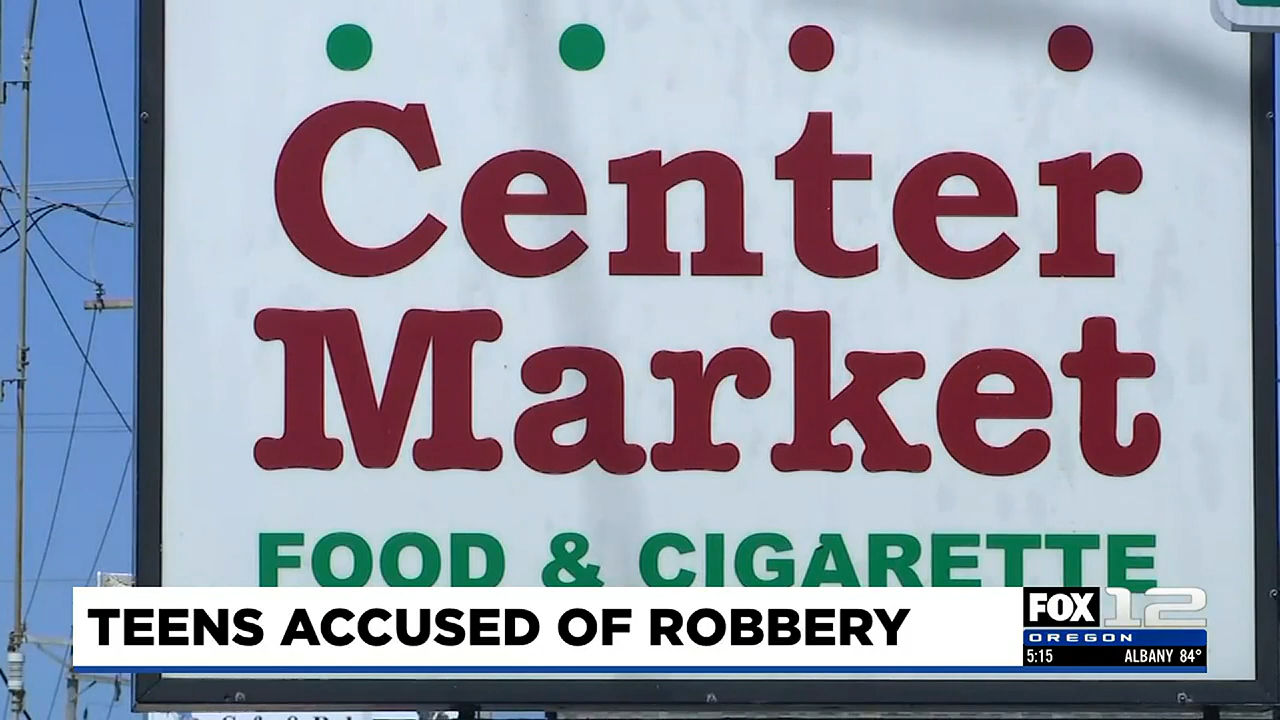 Center
Market
FOOD & CIGARETTE
TEENS ACCUSED OF ROBBERY
FOX 12
OREGON
5:15 ALBANY 84°